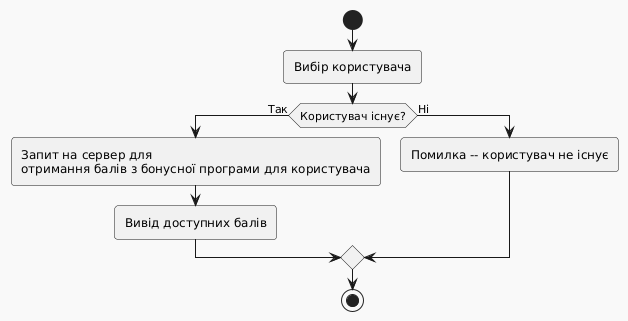 Вибір користувача
Користувач існує?
Так
Ні
Запит на сервер для
отримання балів з бонусної програми для користувача
Помилка -- користувач не існує
Вивід доступних балів